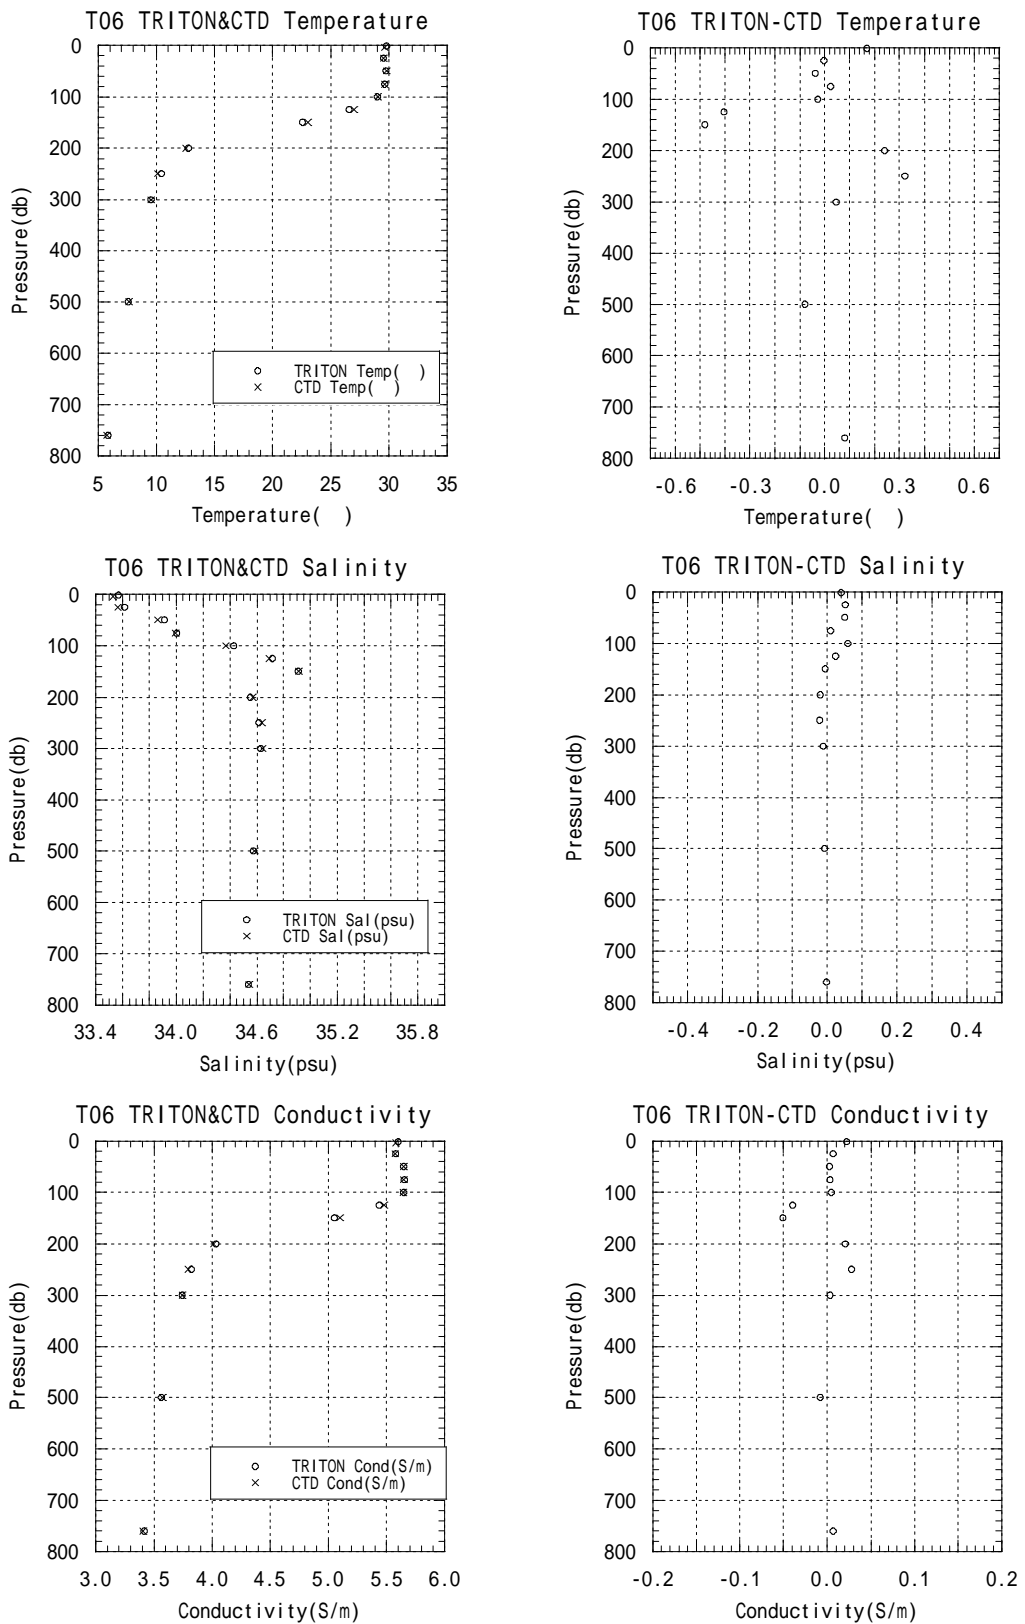 T06 TRITON&CTD Temperature
0
100
200
300
400
500
600
700
800
Pressure(db)
TRITON Temp( )
CTD Temp( )
5 10 15 20 25 30 35
Temperature( )
T06 TRITON-CTD Temperature
0
100
200
300
400
500
600
700
800
Pressure(db)
-0.6 -0.3 0.0 0.3 0.6
Temperature( )
T06 TRITON&CTD Salinity
0
100
200
300
400
500
600
700
800
Pressure(db)
TRITON Sal(psu)
CTD Sal(psu)
33.4 34.0 34.6 35.2 35.8
Salinity(psu)
T06 TRITON-CTD Salinity
0
100
200
300
400
500
600
700
800
Pressure(db)
-0.4 -0.2 0.0 0.2 0.4
Salinity(psu)
T06 TRITON&CTD Conductivity
0
100
200
300
400
500
600
700
800
Pressure(db)
TRITON Cond(S/m)
CTD Cond(S/m)
3.0 3.5 4.0 4.5 5.0 5.5 6.0
Conductivity(S/m)
T06 TRITON-CTD Conductivity
0
100
200
300
400
500
600
700
800
Pressure(db)
-0.2 -0.1 0.0 0.1 0.2
Conductivity(S/m)